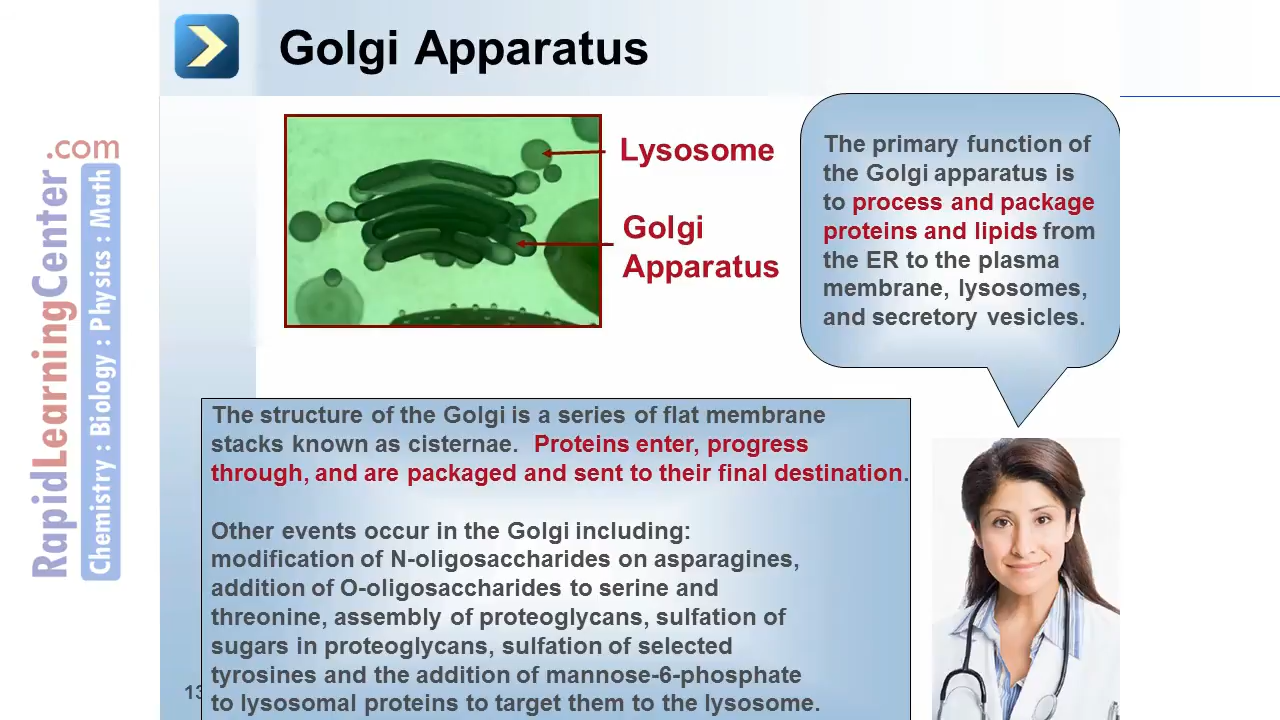 Golgi Apparatus
RapidLearningCenter.com
Chemistry : Biology : Physics : Math
Lysosome
Golgi
Apparatus
The primary function of
the Golgi apparatus is
to process and package
proteins and lipids from
the ER to the plasma
membrane, lysosomes,
and secretory vesicles.
The structure of the Golgi is a series of flat membrane
stacks known as cisternae. Proteins enter, progress
through, and are packaged and sent to their final destination.
Other events occur in the Golgi including:
modification of N-oligosaccharides on asparagines,
addition of O-oligosaccharides to serine and
threonine, assembly of proteoglycans, sulfation of
sugars in proteoglycans, sulfation of selected
tyrosines and the addition of mannose-6-phosphate
to lysosomal proteins to target them to the lysosome.